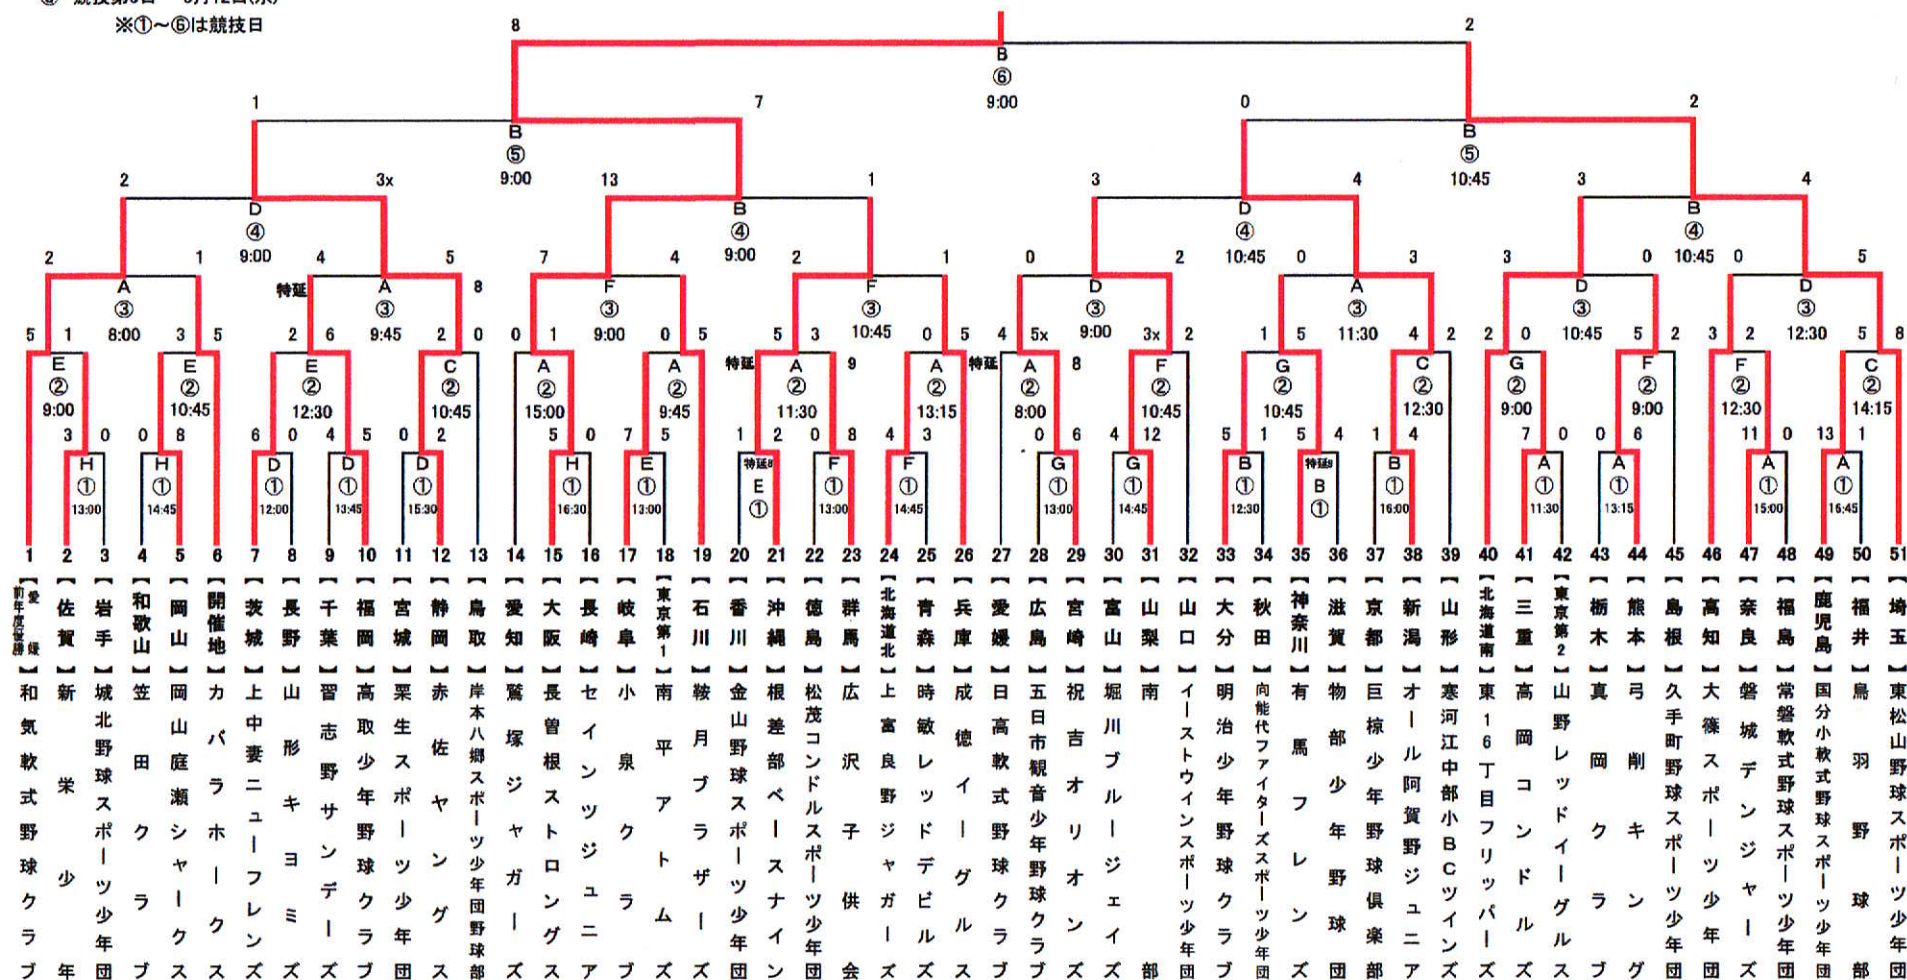 ※①～⑥は競技日
8 2
B
⑥
1 7 9:00 0 2
B B
⑤ ⑤
2 3x 9:00 13 1 3 4 10:45 3 4
D B D B
④ ④ ④ ④
2 1 9:00 4 5 7 4 9:00 2 1 0 2 10:45 0 3 3 0 10:45 0 5
A 特延 A 8 F F D A D D
③ ③ ③ ③ ③ ③ ③ ③
5 1 8:00 3 5 2 6 9:45 2 0 0 1 9:00 0 5 5 3 10:45 0 5 4 5x 9:00 3x 2 1 5 11:30 4 2 2 0 10:45 5 2 3 2 12:30 5 8
E E E C A A 特延 A 9 A 特延 A 8 F G C G F F C
② ② ② ② ② ② ② ② ② ② ② ② ② ② ② ②
9:00 10:45 12:30 10:45 15:00 9:45 11:30 13:15 8:00 10:45 10:45 12:30 9:00 9:00 12:30 14:15
3 0 0 8 6 0 4 5 0 2 5 0 7 5 1 2 0 8 4 3 0 6 4 12 5 1 5 4 1 4 7 0 0 6 11 0 13 1
H H D D D H E 特延8 F F G G B 特延9 B A A A A
① ① ① ① ① ① ① E ① ① ① ① ① B ① ① ① ① ①
13:00 14:45 12:00 13:45 15:30 16:30 13:00 ① 13:00 14:45 13:00 14:45 12:30 ① 16:00 11:30 13:15 15:00 16:45
1 【前年度優勝 愛媛】 和気軟式野球クラブ
2 【佐賀】 新栄少年
3 【岩手】 城北野球スポーツ少年団
4 【和歌山】 笠田クラブ
5 【岡山】 岡山庭瀬シャークス
6 【開催地】 カバラホークス
7 【茨城】 上中妻ニューフレンズ
8 【長野】 山形キヨミズ
9 【千葉】 習志野サンデーズ
10 【福岡】 高取少年野球クラブ
11 【宮城】 栗生スポーツ少年団
12 【静岡】 赤佐ヤングス
13 【鳥取】 岸本八郷スポーツ少年団野球部
14 【愛知】 鷲塚ジャガーズ
15 【大阪】 長曽根ストロングス
16 【長崎】 セインツジュニア
17 【岐阜】 小泉クラブ
18 【東京第1】 南平アトムズ
19 【石川】 鞍月ブラザーズ
20 【香川】 金山野球スポーツ少年団
21 【沖縄】 根差部ベースナイン
22 【徳島】 松茂コンドルスポーツ少年団
23 【群馬】 広沢子供会
24 【北海道北】 上富良野ジャガーズ
25 【青森】 時敏レッドデビルズ
26 【兵庫】 成徳イーグルス
27 【愛媛】 日高軟式野球クラブ
28 【広島】 五日市観音少年野球クラブ
29 【宮崎】 祝吉オリオンズ
30 【富山】 堀川ブルージェイズ
31 【山梨】 南部
32 【山口】 イーストウインスポーツ少年団
33 【大分】 明治少年野球クラブ
34 【秋田】 向能代ファイターズスポーツ少年団
35 【神奈川】 有馬フレンズ
36 【滋賀】 物部少年野球団
37 【京都】 巨椋少年野球倶楽部
38 【新潟】 オール阿賀野ジュニア
39 【山形】 寒河江中部小BCツインズ
40 【北海道南】 東16丁目フリッパーズ
41 【三重】 高岡コンドルズ
42 【東京第2】 山野レッドイーグルス
43 【栃木】 真岡クラブ
44 【熊本】 弓削キング
45 【島根】 久手町野球スポーツ少年団
46 【高知】 大篠スポーツ少年団
47 【奈良】 磐城デンジャーズ
48 【福島】 常磐軟式野球スポーツ少年団
49 【鹿児島】 国分小軟式野球スポーツ少年団
50 【福井】 鳥羽野球部
51 【埼玉】 東松山野球スポーツ少年団